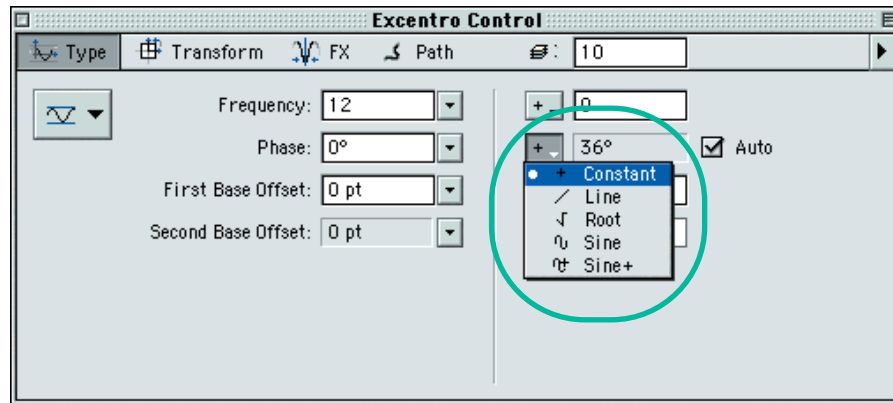 Excentro Control
Type Transform FX Path : 10
Frequency: 12 + 0
Phase: 0° + 36° Auto
First Base Offset: 0 pt
Second Base Offset: 0 pt
+ Constant
Line
Root
Sine
Sine+